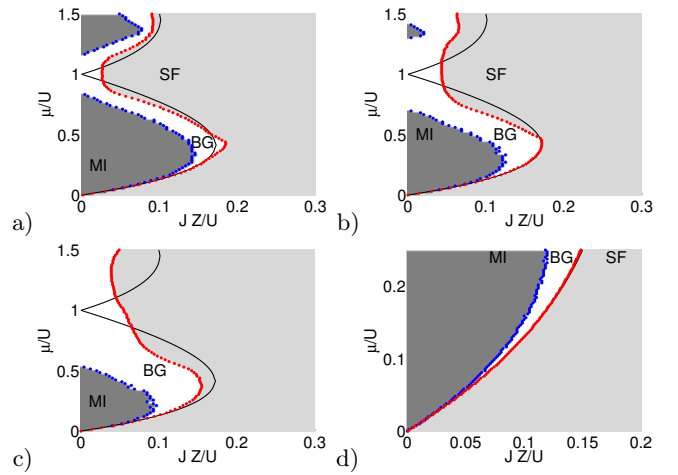 1.5
1
0.5
0
μ/U
SF
BG
MI
0
0.1
0.2
0.3
J Z/U
a)
1.5
1
0.5
0
μ/U
SF
MI
BG
0
0.1
0.2
0.3
J Z/U
b)
1.5
1
0.5
0
μ/U
BG
MI
0
0.1
0.2
0.3
J Z/U
c)
0.2
0.1
0
μ/U
MI
BG
SF
0
0.05
0.1
0.15
0.2
J Z/U
d)